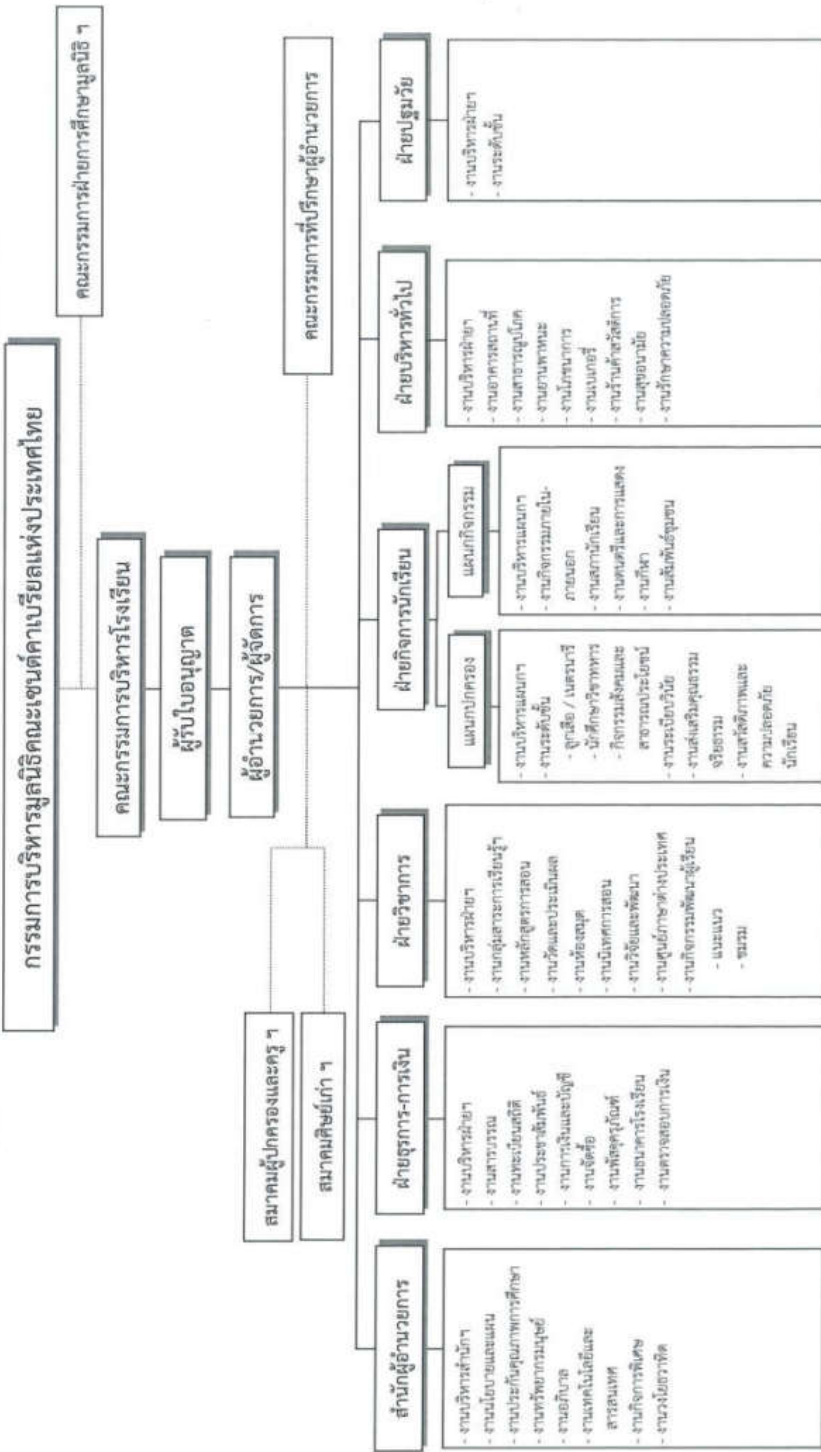 กรรมการบริหารมูลนิธิคณะเซนต์คาเบรียลแห่งประเทศไทย
คณะกรรมการฝ่ายการศึกษามูลนิธิ ฯ
คณะกรรมการบริหารโรงเรียน
ผู้รับใบอนุญาต
ผู้อำนวยการ/ผู้จัดการ
สมาคมผู้ปกครองและครู ฯ
สมาคมศิษย์เก่า ฯ
คณะกรรมการที่ปรึกษาผู้อำนวยการ
สำนักผู้อำนวยการ
- งานบริหารสำนักฯ
- งานนโยบายและแผน
- งานประกันคุณภาพการศึกษา
- งานทรัพยากรมนุษย์
- งานอภิบาล
- งานเทคโนโลยีและ
สารสนเทศ
- งานกิจการพิเศษ
- งานวงโยธวาทิต
ฝ่ายธุรการ-การเงิน
- งานบริหารฝ่ายฯ
- งานสารบรรณ
- งานทะเบียนสถิติ
- งานประชาสัมพันธ์
- งานการเงินและบัญชี
- งานจัดซื้อ
- งานพัสดุครุภัณฑ์
- งานธนาคารโรงเรียน
- งานตรวจสอบการเงิน
ฝ่ายวิชาการ
- งานบริหารฝ่ายฯ
- งานกลุ่มสาระการเรียนรู้ฯ
- งานหลักสูตรการสอน
- งานวัดและประเมินผล
- งานห้องสมุด
- งานนิเทศการสอน
- งานวิจัยและพัฒนา
- งานศูนย์ภาษาต่างประเทศ
- งานกิจกรรมพัฒนาผู้เรียน
- แนะแนว
- ชมรม
ฝ่ายกิจการนักเรียน
แผนกปกครอง
- งานบริหารแผนกฯ
- งานระดับชั้น
- ลูกเสือ / เนตรนารี
- นักศึกษาวิชาทหาร
- กิจกรรมสังคมและ
สาธารณประโยชน์
- งานระเบียบวินัย
- งานส่งเสริมคุณธรรม
จริยธรรม
- งานสวัสดิภาพและ
ความปลอดภัย
นักเรียน
แผนกกิจกรรม
- งานบริหารแผนกฯ
- งานกิจกรรมภายใน-
ภายนอก
- งานสภานักเรียน
- งานดนตรีและการแสดง
- งานกีฬา
- งานสัมพันธ์ชุมชน
ฝ่ายบริหารทั่วไป
- งานบริหารฝ่ายฯ
- งานอาคารสถานที่
- งานสาธารณูปโภค
- งานยานพาหนะ
- งานโภชนาการ
- งานเบเกอรี่
- งานร้านค้าสวัสดิการ
- งานสุขอนามัย
- งานรักษาความปลอดภัย
ฝ่ายปฐมวัย
- งานบริหารฝ่ายฯ
- งานระดับชั้น